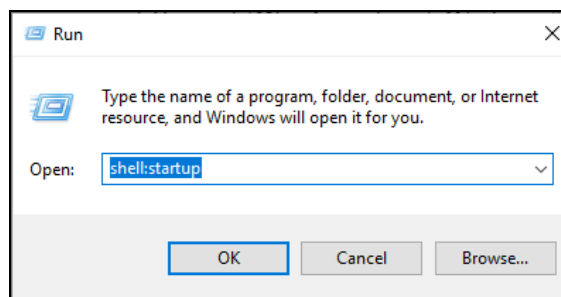 Run
Type the name of a program, folder, document, or Internet
resource, and Windows will open it for you.
Open: shell:startup
OK Cancel Browse...